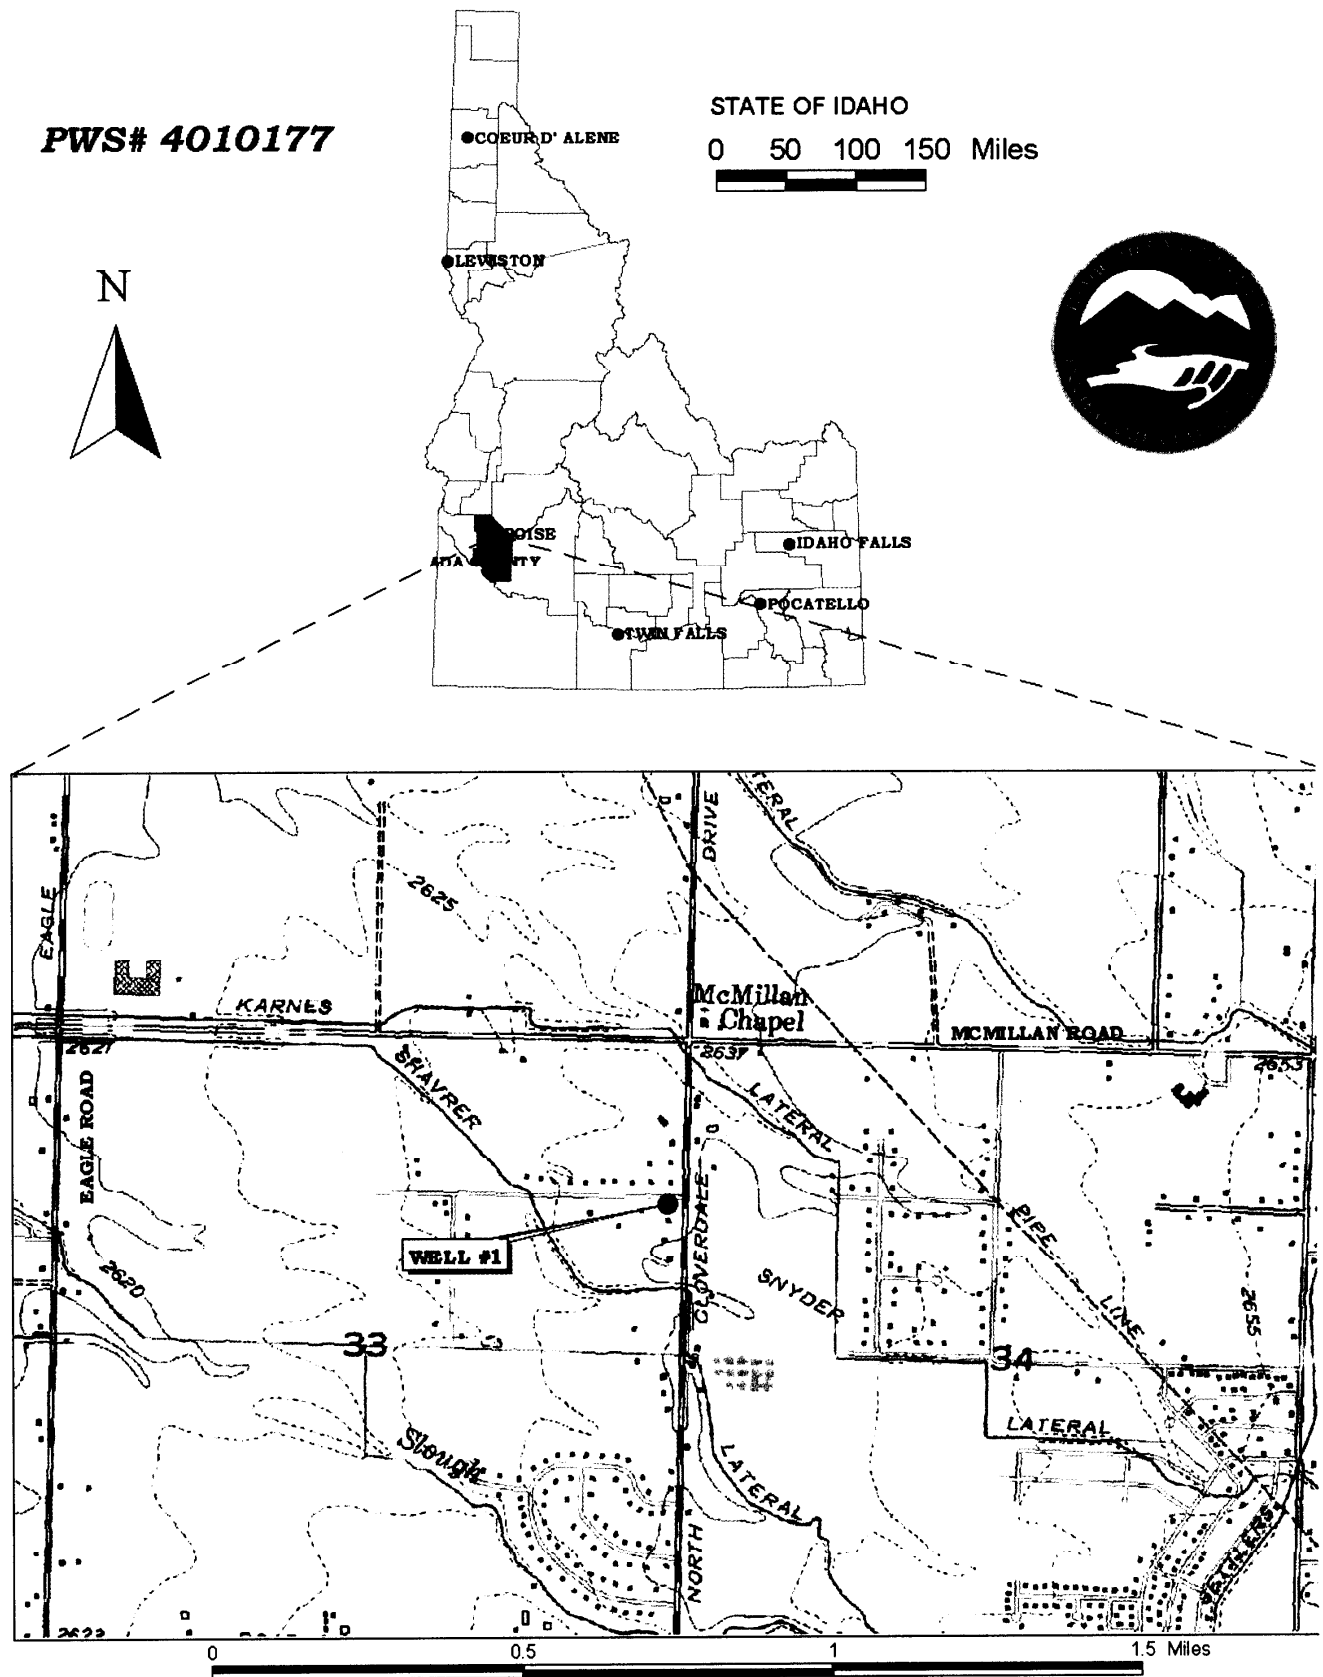 PWS# 4010177
STATE OF IDAHO
0 50 100 150 Miles
COEUR D' ALENE
LEWISTON
N
BOISE
IDAHO FALLS
POCATELLO
TWIN FALLS
DRIVE
LATERAL
EAGLE
2625
KARNES
McMillan
Chapel
MCMILLAN ROAD
2621
2637
2653
SHAVRER
LATERAL
EAGLE ROAD
CLOVERDALE
WELL #1
PIPE
LINE
SNYDER
2620
2655
33
34
LATERAL
Slough
LATERAL
NORTH
0 0.5 1 1.5 Miles